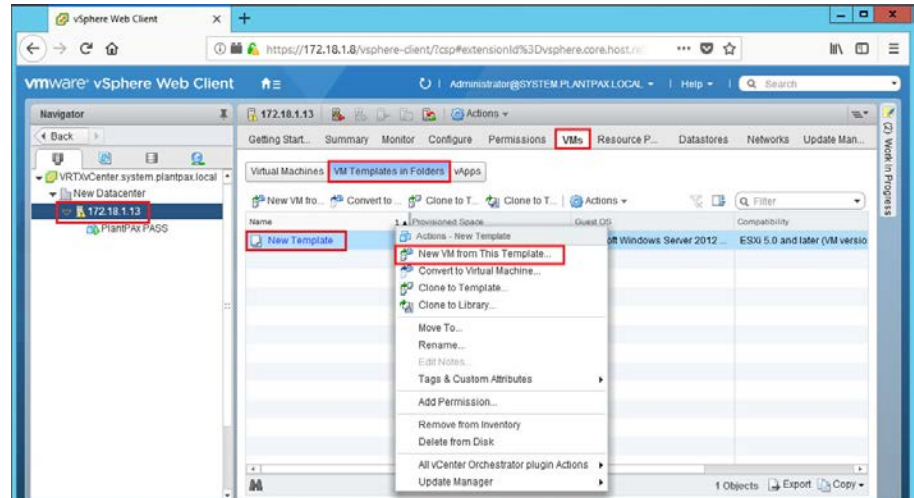 vSphere Web Client
https://172.18.1.8/vsphere-client/?csp#extensionId%3Dvsphere.core.host.re
vmware® vSphere Web Client
Administrator@SYSTEM.PLANTPAX.LOCAL
Help
Search
Navigator
Back
VRTXvCenter.system.plantpax.local
New Datacenter
172.18.1.13
PlantPAx PASS
172.18.1.13
Actions
Getting Start... Summary Monitor Configure Permissions VMs Resource P... Datastores Networks Update Man...
Virtual Machines VM Templates in Folders vApps
New VM fro... Convert to ... Clone to T... Clone to T... Actions
Filter
Name 1 Provisioned Space Guest OS Compatibility
New Template
oft Windows Server 2012 ... ESXi 5.0 and later (VM versio
Actions - New Template
New VM from This Template...
Convert to Virtual Machine...
Clone to Template...
Clone to Library...
Move To...
Rename...
Edit Notes...
Tags & Custom Attributes
Add Permission...
Remove from Inventory
Delete from Disk
All vCenter Orchestrator plugin Actions
Update Manager
1 Objects Export Copy
(2) Work In Progress